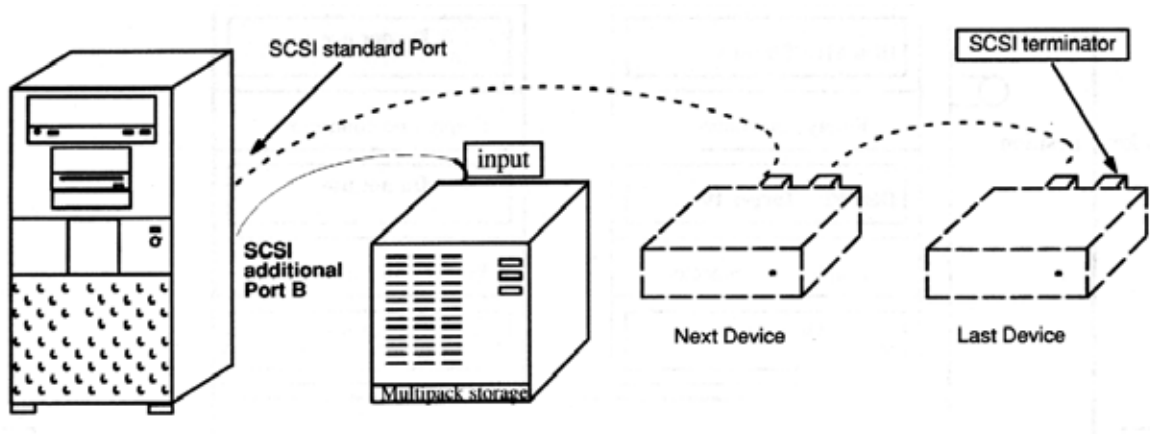 SCSI standard Port
SCSI terminator
input
SCSI
additional
Port B
Next Device
Last Device
Multipack storage